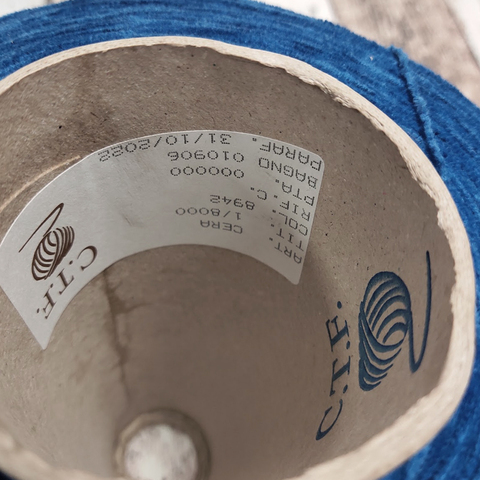 C.T.F.
ART. CERA
TIT. 1/8000
COL. 8942
RIF.C.
PTA. 000000
BAGNO 010906
PARAF. 31/10/2022
C.T.F.